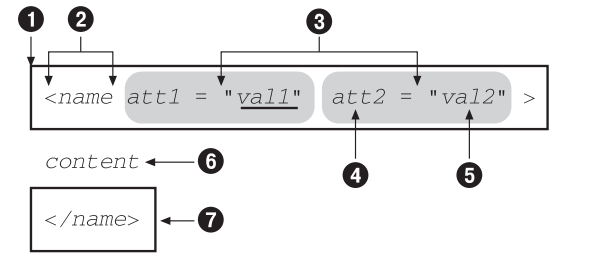 1 2 3
<name att1 = "val1" att2 = "val2" >
content 6 4 5
</name> 7